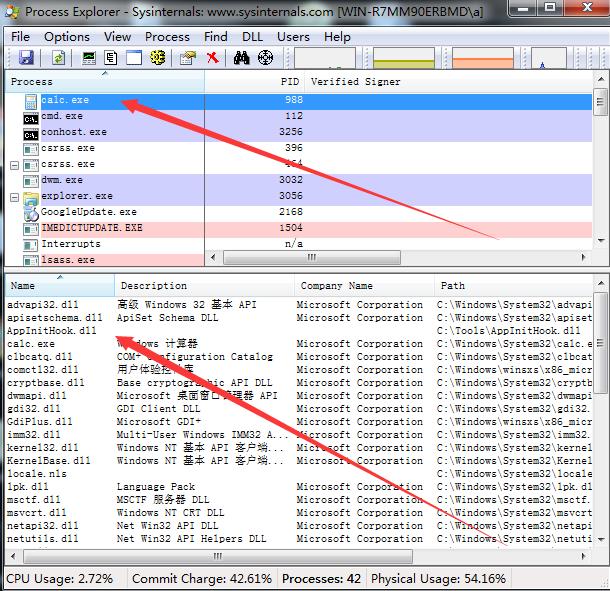 Process Explorer - Sysinternals: www.sysinternals.com [WIN-R7MM90ERBMD\a]
File Options View Process Find DLL Users Help
Process PID Verified Signer
calc.exe 988
cmd.exe 112
conhost.exe 3256
csrss.exe 396
csrss.exe 464
dwm.exe 3032
explorer.exe 3056
GoogleUpdate.exe 2168
IMEDICTUPDATE.EXE 1504
Interrupts n/a
lsass.exe
Name Description Company Name Path
advapi32.dll 高级 Windows 32 基本 API Microsoft Corporation C:\Windows\System32\advapi
apisetschema.dll ApiSet Schema DLL Microsoft Corporation C:\Windows\System32\apiset
AppInitHook.dll C:\Tools\AppInitHook.dll
calc.exe Windows 计算器 Microsoft Corporation C:\Windows\System32\calc.e
clbcatq.dll COM+ Configuration Catalog Microsoft Corporation C:\Windows\System32\clbcat
comctl32.dll 用户体验控件库 Microsoft Corporation C:\Windows\winsxs\x86_micr
cryptbase.dll Base cryptographic API DLL Microsoft Corporation C:\Windows\System32\cryptb
dwmapi.dll Microsoft 桌面窗口管理器 API Microsoft Corporation C:\Windows\System32\dwmapi
gdi32.dll GDI Client DLL Microsoft Corporation C:\Windows\System32\gdi32.
GdiPlus.dll Microsoft GDI+ Microsoft Corporation C:\Windows\winsxs\x86_micr
imm32.dll Multi-User Windows IMM32 A... Microsoft Corporation C:\Windows\System32\imm32.
kernel32.dll Windows NT 基本 API 客户端... Microsoft Corporation C:\Windows\System32\kernel
KernelBase.dll Windows NT 基本 API 客户端... Microsoft Corporation C:\Windows\System32\Kernel
locale.nls C:\Windows\System32\locale
lpk.dll Language Pack Microsoft Corporation C:\Windows\System32\lpk.dl
msctf.dll MSCTF 服务器 DLL Microsoft Corporation C:\Windows\System32\msctf.
msvcrt.dll Windows NT CRT DLL Microsoft Corporation C:\Windows\System32\msvcrt
netapi32.dll Net Win32 API DLL Microsoft Corporation C:\Windows\System32\netapi
netutils.dll Net Win32 API Helpers DLL Microsoft Corporation C:\Windows\System32\netuti
CPU Usage: 2.72% Commit Charge: 42.61% Processes: 42 Physical Usage: 54.16%